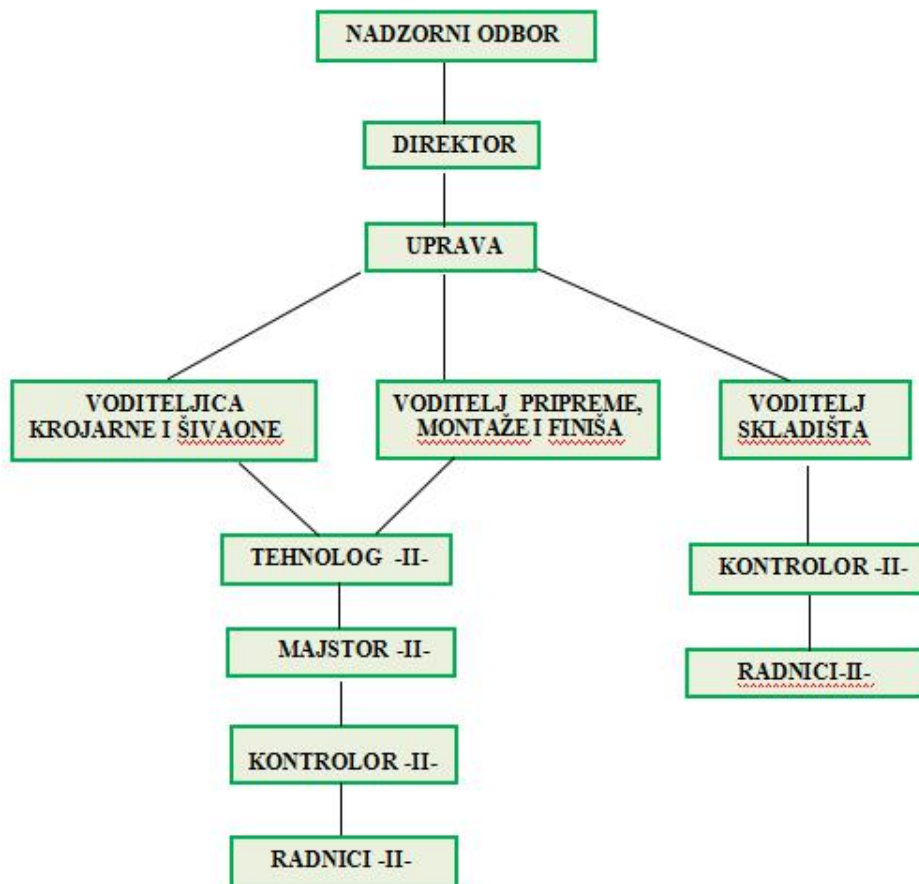 NADZORNI ODBOR
DIREKTOR
UPRAVA
VODITELJICA
KROJARNE I ŠIVAONE
VODITELJ PRIPREME,
MONTAŽE I FINIŠA
VODITELJ
SKLADIŠTA
TEHNOLOG -II-
MAJSTOR -II-
KONTROLOR -II-
RADNICI -II-
KONTROLOR -II-
RADNICI-II-